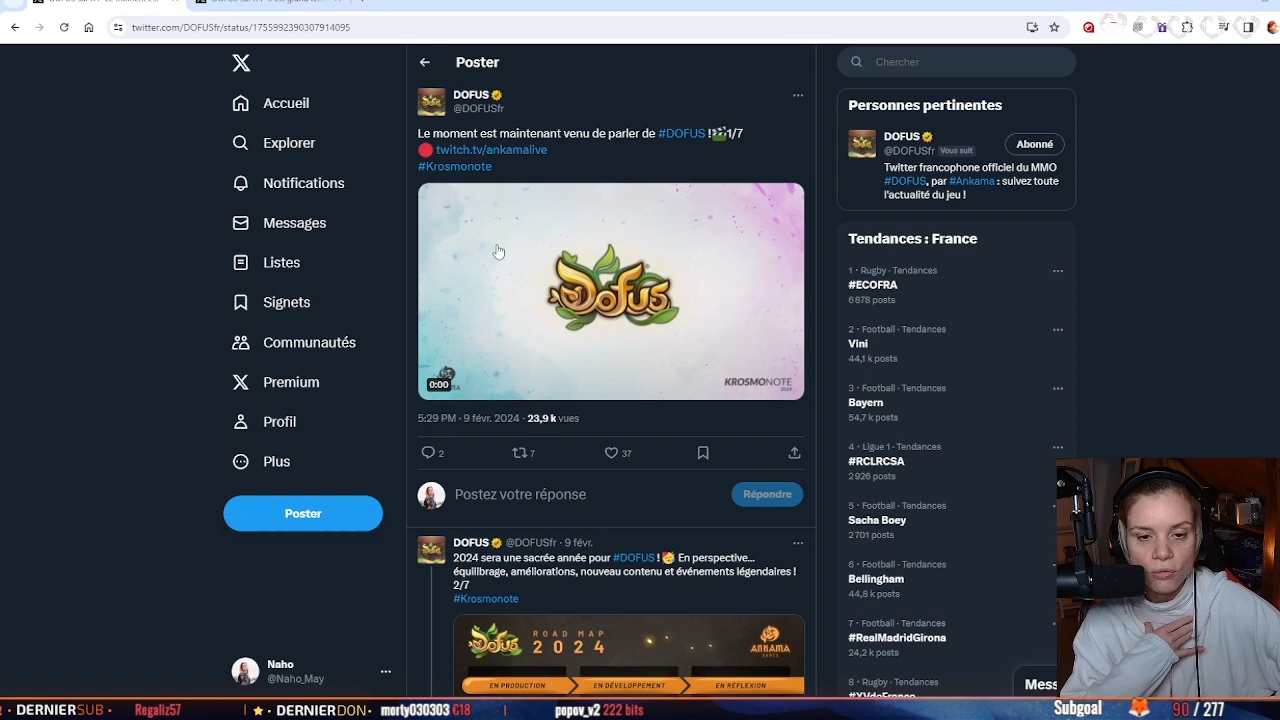 twitter.com/DOFUSfr/status/1755992390307914095
Accueil
Explorer
Notifications
Messages
Listes
Signets
Communautés
Premium
Profil
Plus
Poster
Naho
@Naho_May
Poster
DOFUS
@DOFUSfr
Le moment est maintenant venu de parler de #DOFUS !🎬1/7
🔴 twitch.tv/ankamalive
#Krosmonote
DOFUS
0:00
KROSMONOTE
2024
5:29 PM · 9 févr. 2024 · 23,9 k vues
2 7 37
Postez votre réponse
Répondre
DOFUS @DOFUSfr · 9 févr.
2024 sera une sacrée année pour #DOFUS ! 🥳 En perspective...
équilibrage, améliorations, nouveau contenu et événements légendaires !
2/7
#Krosmonote
DOFUS ROAD MAP
2024
ANKAMA
GAMES
EN PRODUCTION EN DÉVELOPPEMENT EN RÉFLEXION
Chercher
Personnes pertinentes
DOFUS
@DOFUSfr Vous suit
Abonné
Twitter francophone officiel du MMO
#DOFUS, par #Ankama : suivez toute
l'actualité du jeu !
Tendances : France
1 · Rugby · Tendances
#ECOFRA
6 878 posts
2 · Football · Tendances
Vini
44,1 k posts
3 · Football · Tendances
Bayern
54,7 k posts
4 · Ligue 1 · Tendances
#RCLRCSA
2 926 posts
5 · Football · Tendances
Sacha Boey
2 701 posts
6 · Football · Tendances
Bellingham
44,8 k posts
7 · Football · Tendances
#RealMadridGirona
24,2 k posts
8 · Rugby · Tendances
#XVdeFrance
Mess
DERNIERSUB · Regaliz57 | DERNIERDON · morty030303 €18 | popov_v2 222 bits
Subgoal 90 / 277